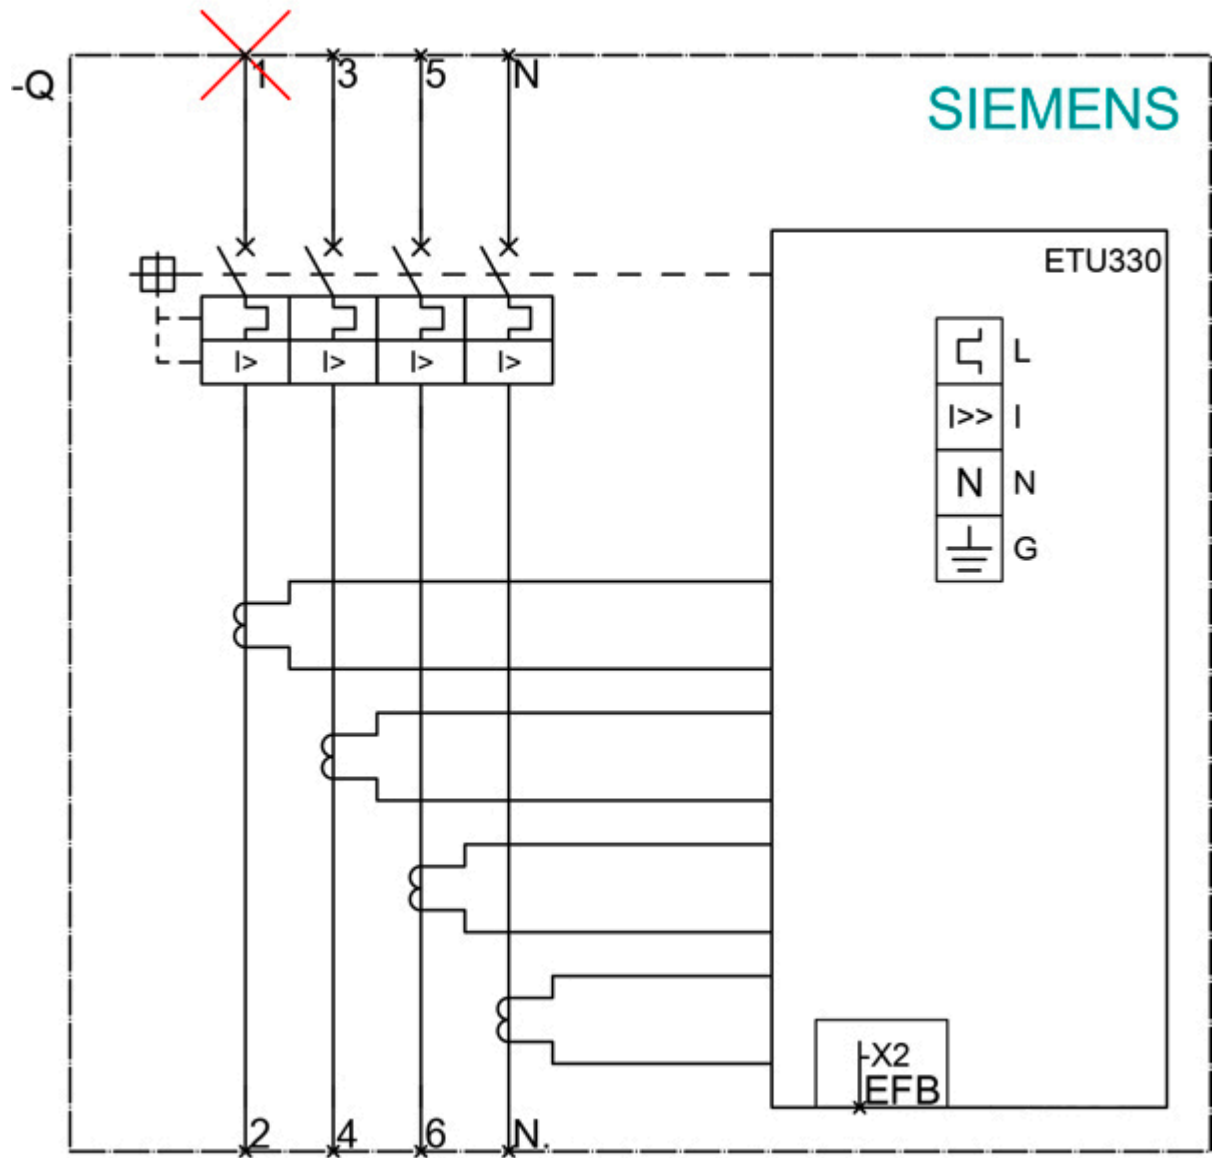 -Q
1 3 5 N
SIEMENS
ETU330
L
I> I> I> I>
I>> I
N N
G
-X2
EFB
2 4 6 N.